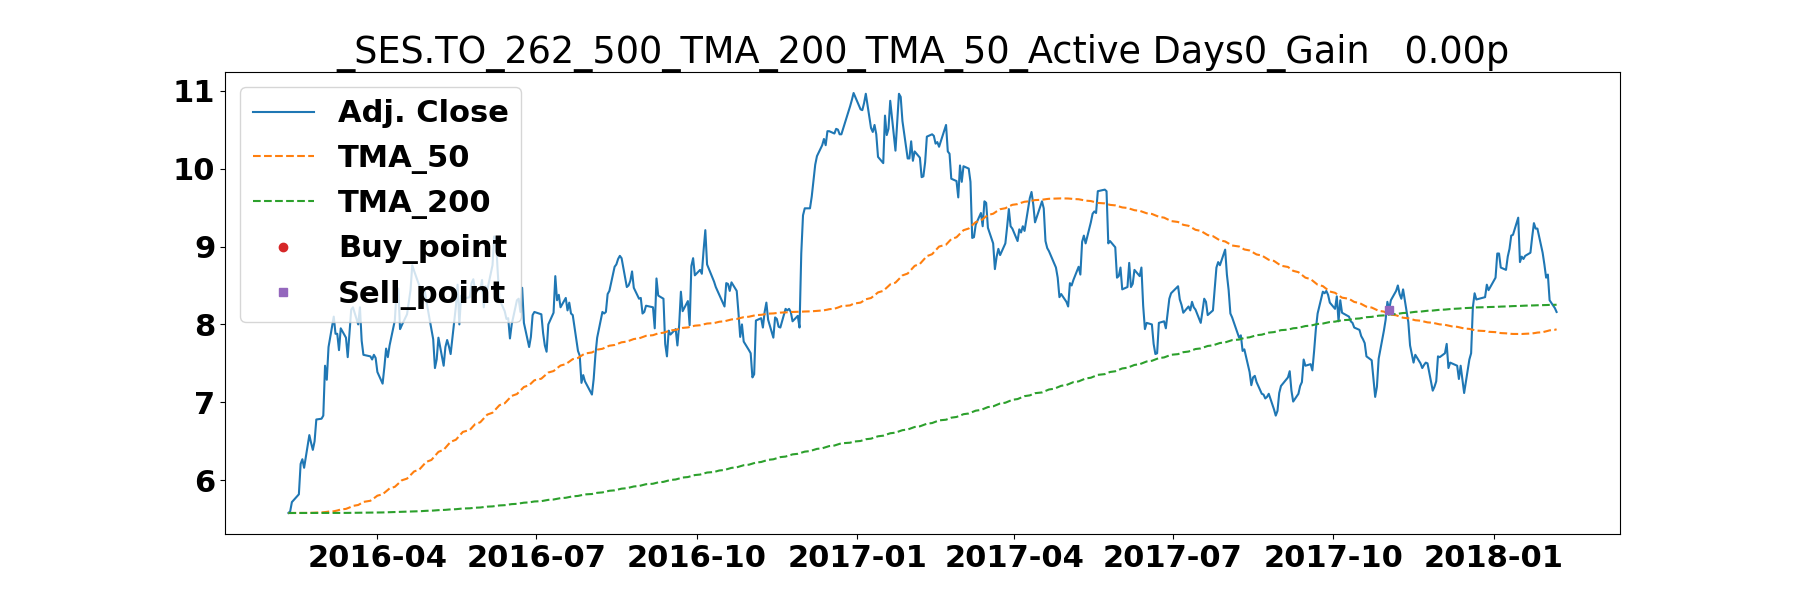 _SES.TO_262_500_TMA_200_TMA_50_Active Days0_Gain   0.00p
11
10
9
8
7
6
Adj. Close
TMA_50
TMA_200
Buy_point
Sell_point
2016-04 2016-07 2016-10 2017-01 2017-04 2017-07 2017-10 2018-01